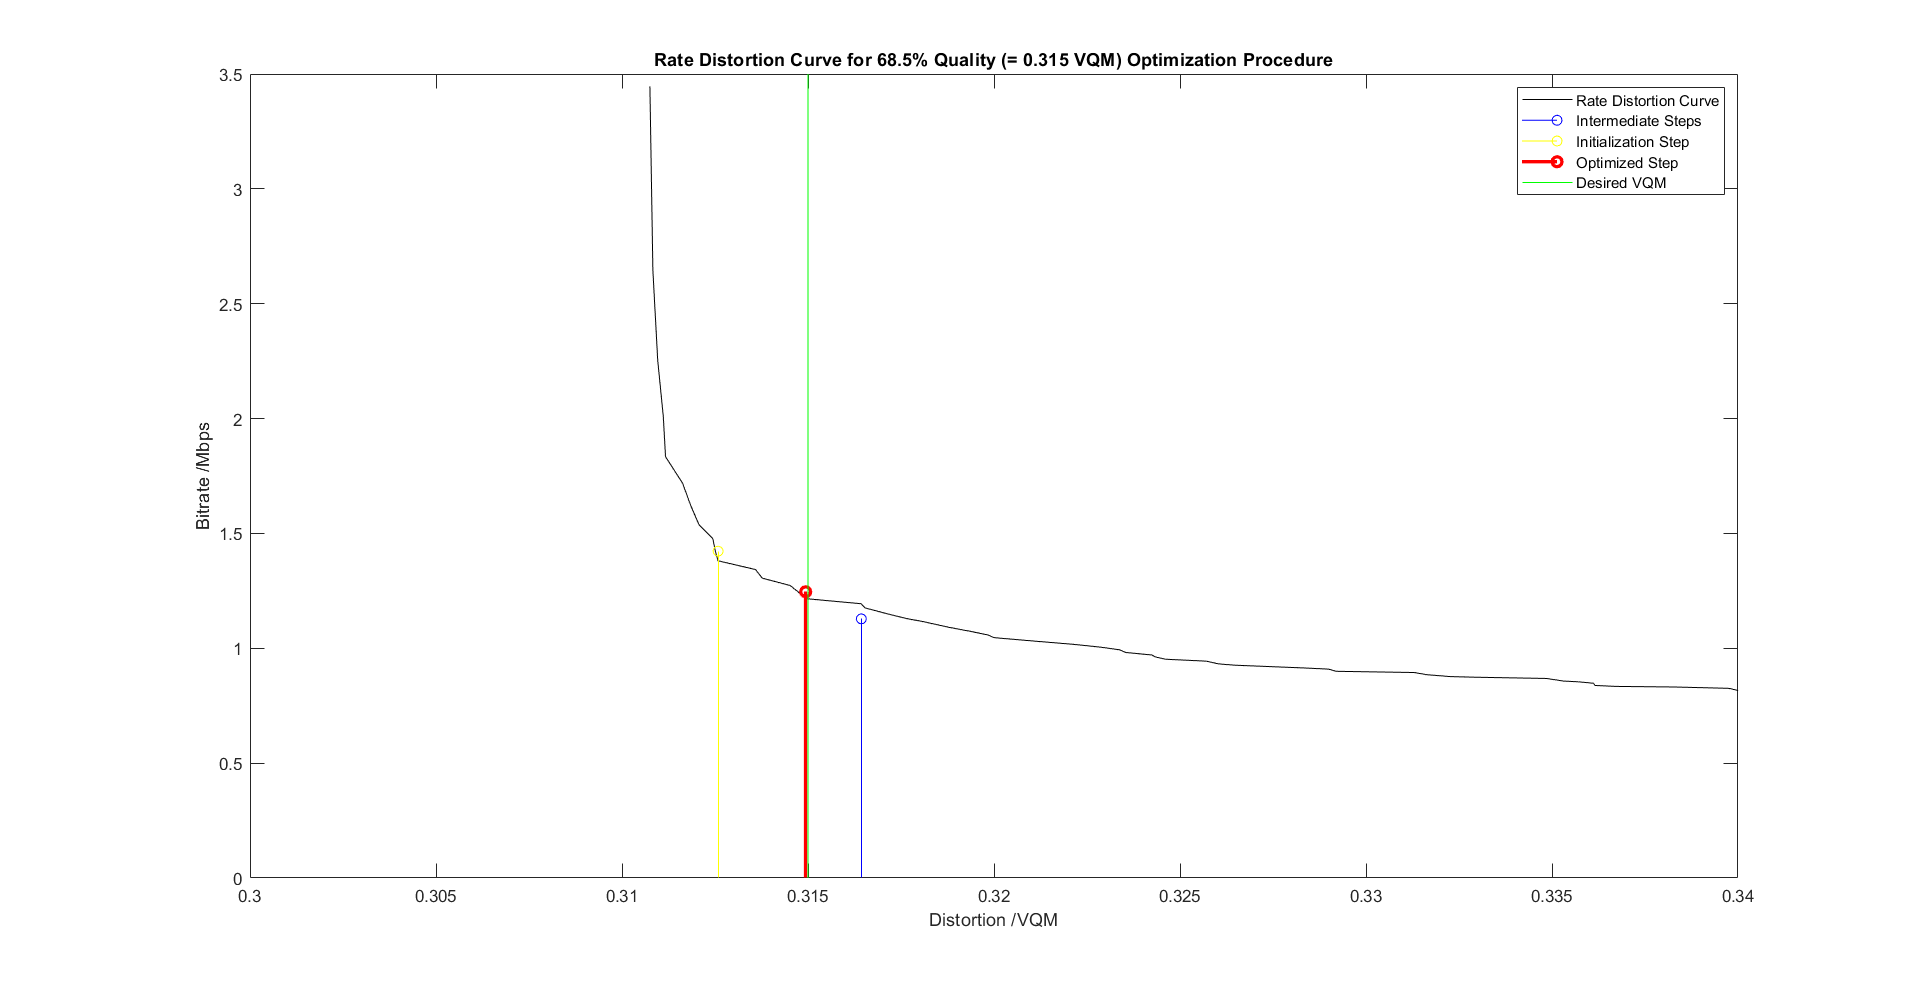 Rate Distortion Curve for 68.5% Quality (= 0.315 VQM) Optimization Procedure
3.5
3
2.5
2
1.5
1
0.5
0
Bitrate /Mbps
Rate Distortion Curve
Intermediate Steps
Initialization Step
Optimized Step
Desired VQM
0.3 0.305 0.31 0.315 0.32 0.325 0.33 0.335 0.34
Distortion /VQM